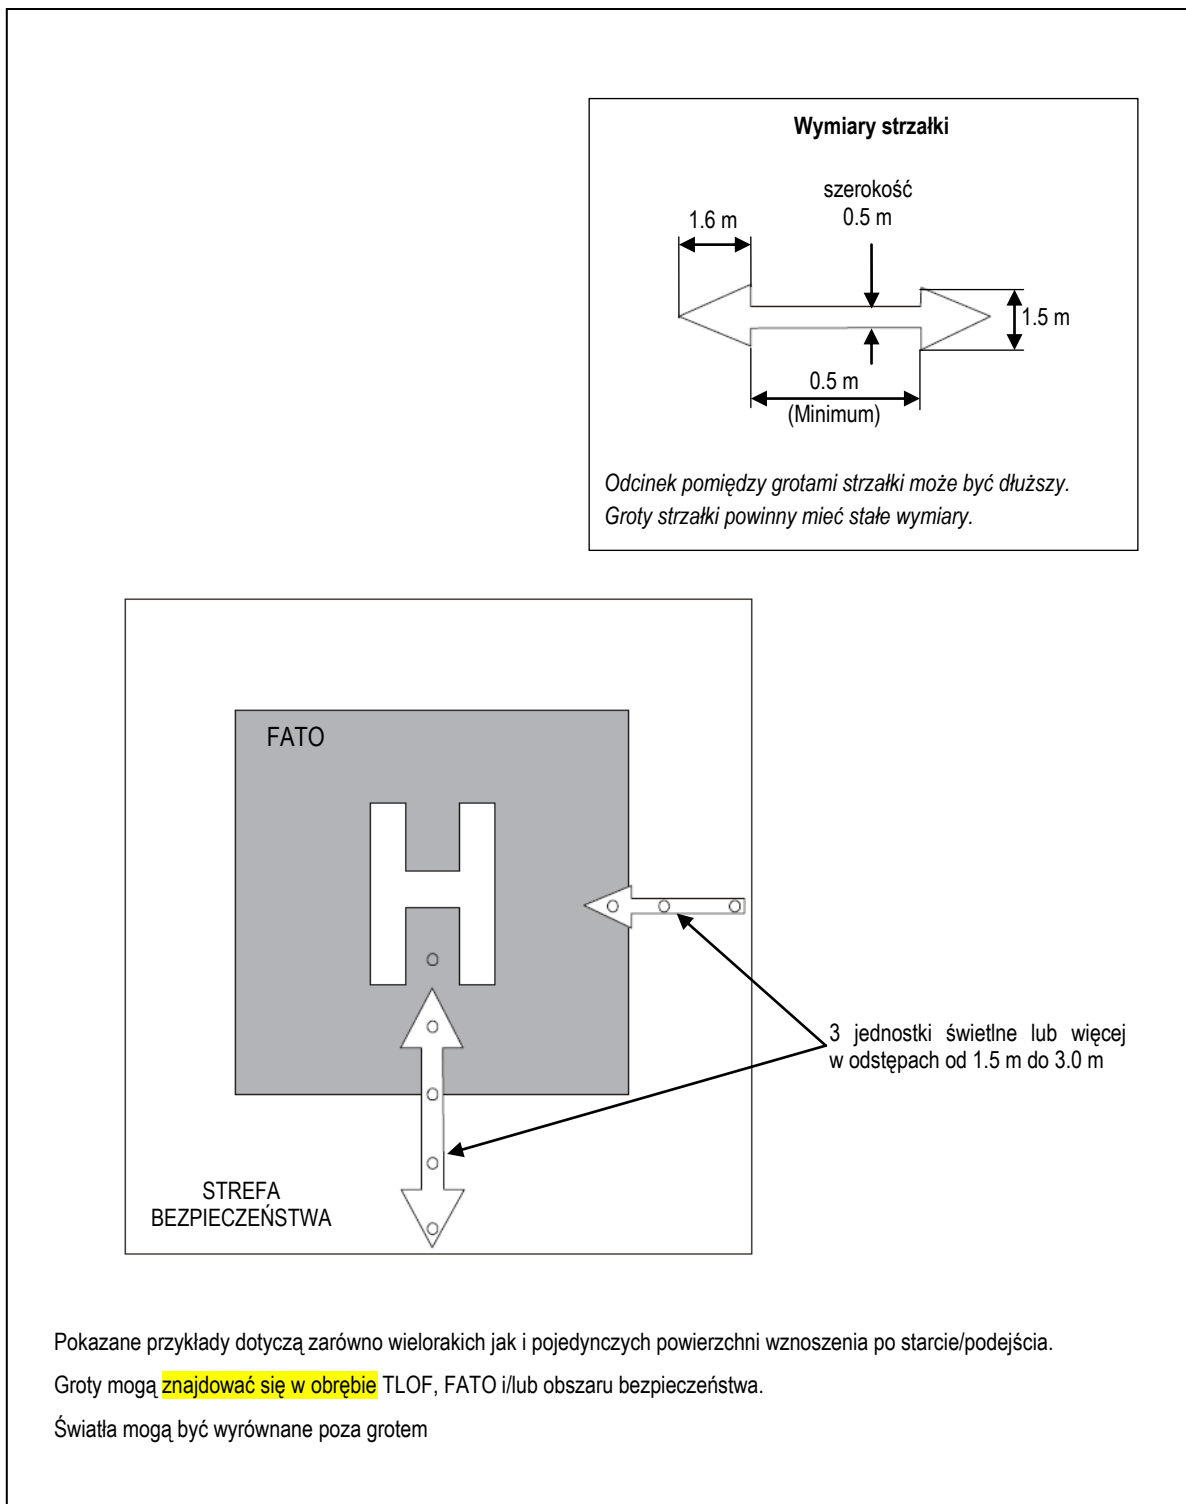 Wymiary strzałki
szerokość
0.5 m
1.6 m
1.5 m
0.5 m
(Minimum)
Odcinek pomiędzy grotami strzałki może być dłuższy.
Groty strzałki powinny mieć stałe wymiary.
FATO
H
3 jednostki świetlne lub więcej
w odstępach od 1.5 m do 3.0 m
STREFA
BEZPIECZEŃSTWA
Pokazane przykłady dotyczą zarówno wielorakich jak i pojedynczych powierzchni wznoszenia po starcie/podejścia.
Groty mogą znajdować się w obrębie TLOF, FATO i/lub obszaru bezpieczeństwa.
Światła mogą być wyrównane poza grotem